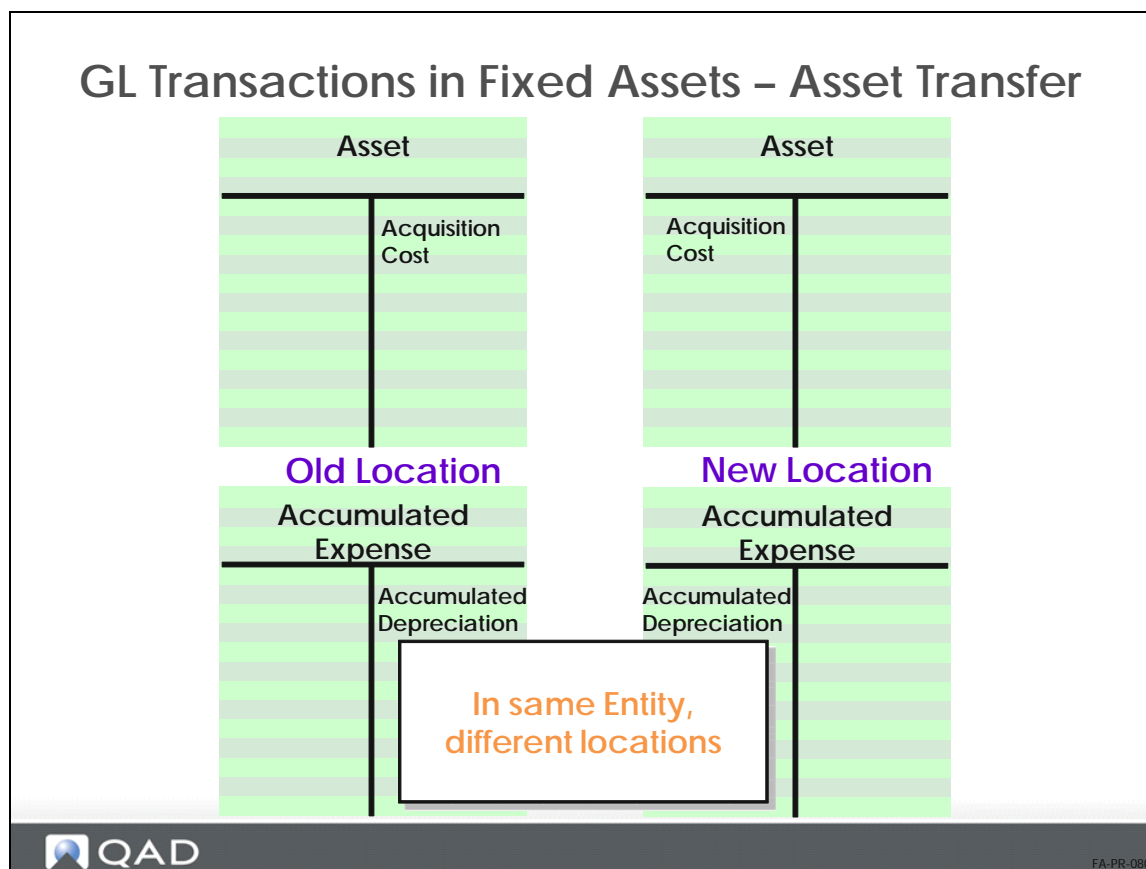 GL Transactions in Fixed Assets – Asset Transfer
Asset
Acquisition
Cost
Asset
Acquisition
Cost
Old Location
New Location
Accumulated
Expense
Accumulated
Depreciation
Accumulated
Expense
Accumulated
Depreciation
In same Entity,
different locations
QAD